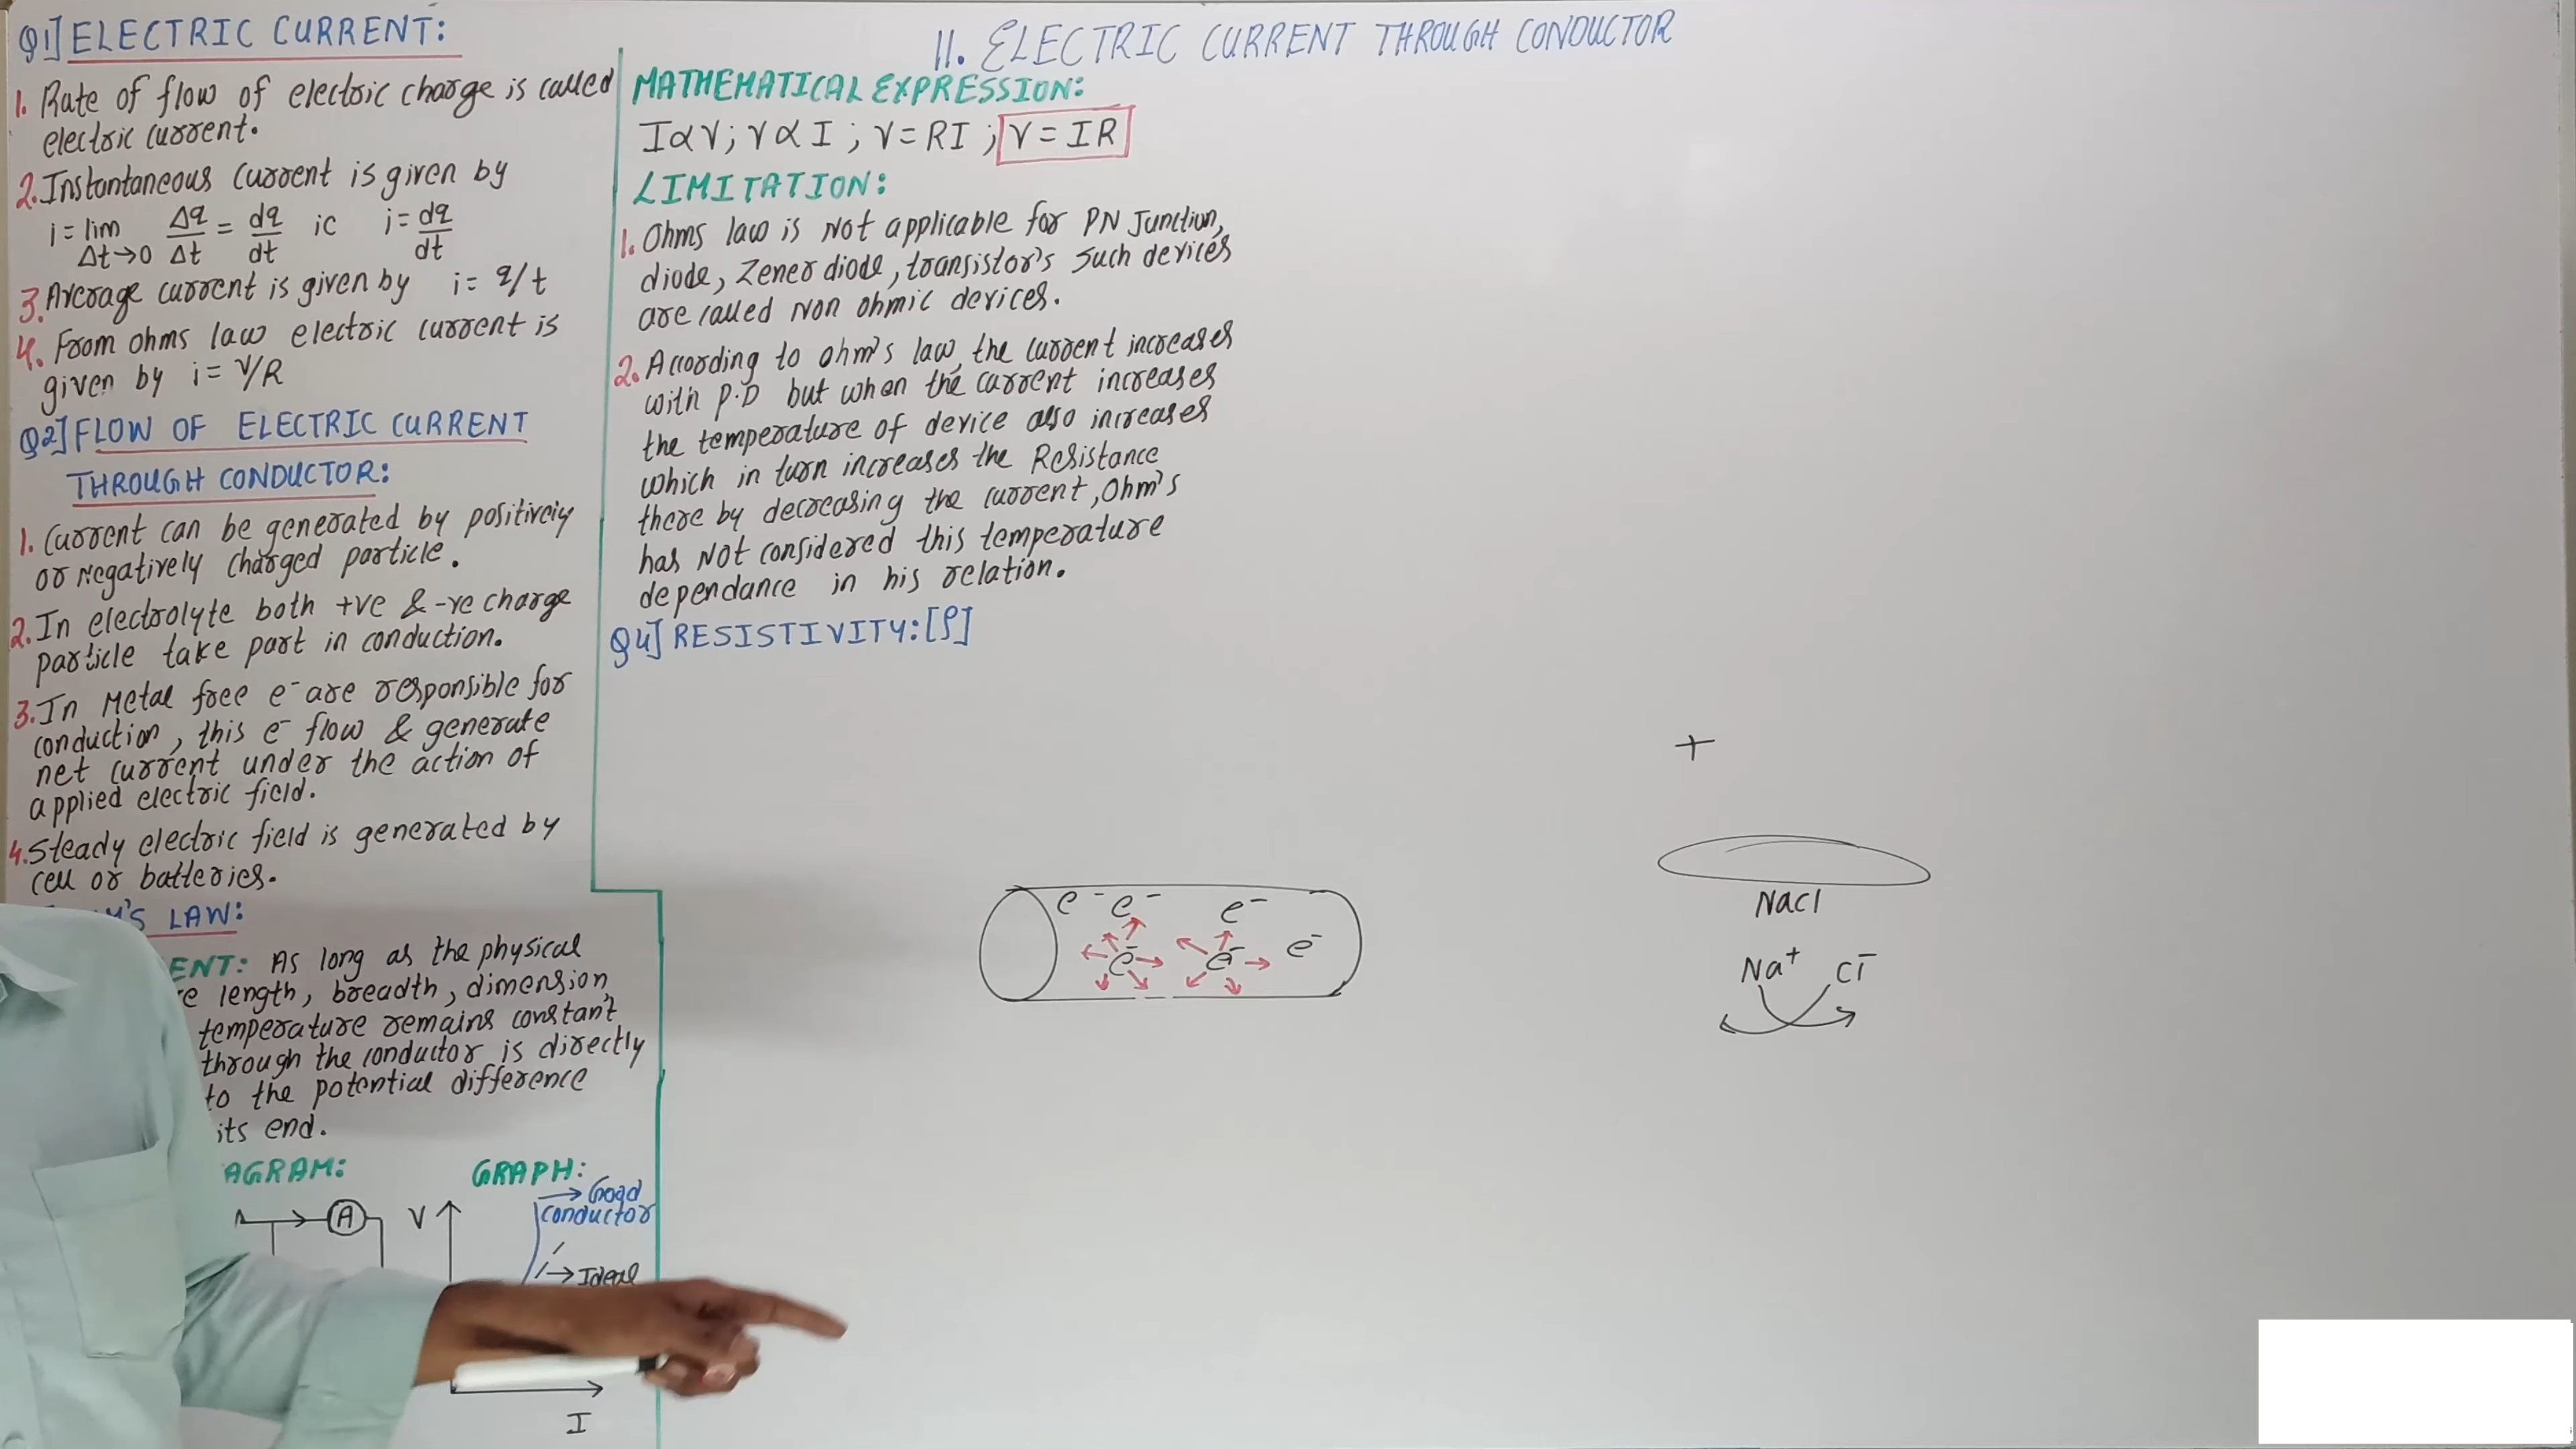 11. ELECTRIC CURRENT THROUGH CONDUCTOR
Q1] ELECTRIC CURRENT:
1. Rate of flow of electric charge is called
electric current.
2. Instantaneous current is given by
i = lim Δq/Δt = dq/dt ie i = dq/dt
Δt→0
3. Average current is given by i = q/t
4. From ohms law electric current is
given by i = V/R
Q2] FLOW OF ELECTRIC CURRENT
THROUGH CONDUCTOR:
1. Current can be generated by positively
or Negatively charged particle.
2. In electrolyte both +ve & -ve charge
particle take part in conduction.
3. In Metal free e⁻ are responsible for
conduction, this e⁻ flow & generate
net current under the action of
applied electric field.
4. Steady electric field is generated by
cell or batteries.
M'S LAW:
ENT: As long as the physical
e length, breadth, dimension,
temperature remains constant
through the conductor is directly
to the potential difference
its end.
AGRAM:
A
GRAPH:
V
→ Good
conductor
→ Ideal
I
MATHEMATICAL EXPRESSION:
I ∝ V; V ∝ I ; V = RI ; V = IR
LIMITATION:
1. Ohms law is Not applicable for PN Junction,
diode, Zener diode, transistor's such devices
are called Non ohmic devices.
2. According to ohm's law, the current increases
with P.D but when the current increases
the temperature of device also increases
which in turn increases the Resistance
there by decreasing the current, Ohm's
has NOt considered this temperature
dependance in his relation.
Q4] RESISTIVITY: [ρ]
e⁻ e⁻ e⁻
e⁻ e⁻ e⁻
+
NaCl
Na⁺ Cl⁻